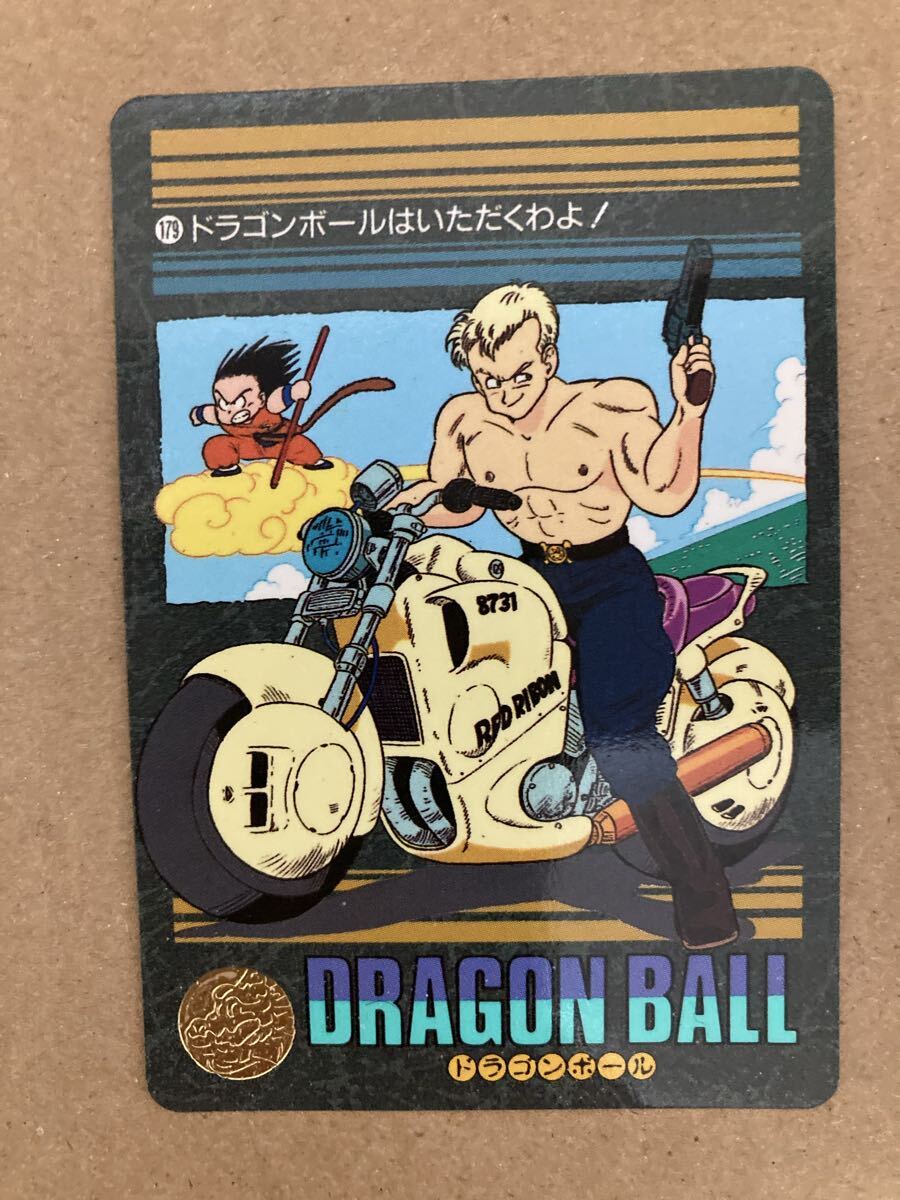 179 ドラゴンボールはいただくわよ！
8731
RED RIBON
DRAGON BALL
ドラゴンボール